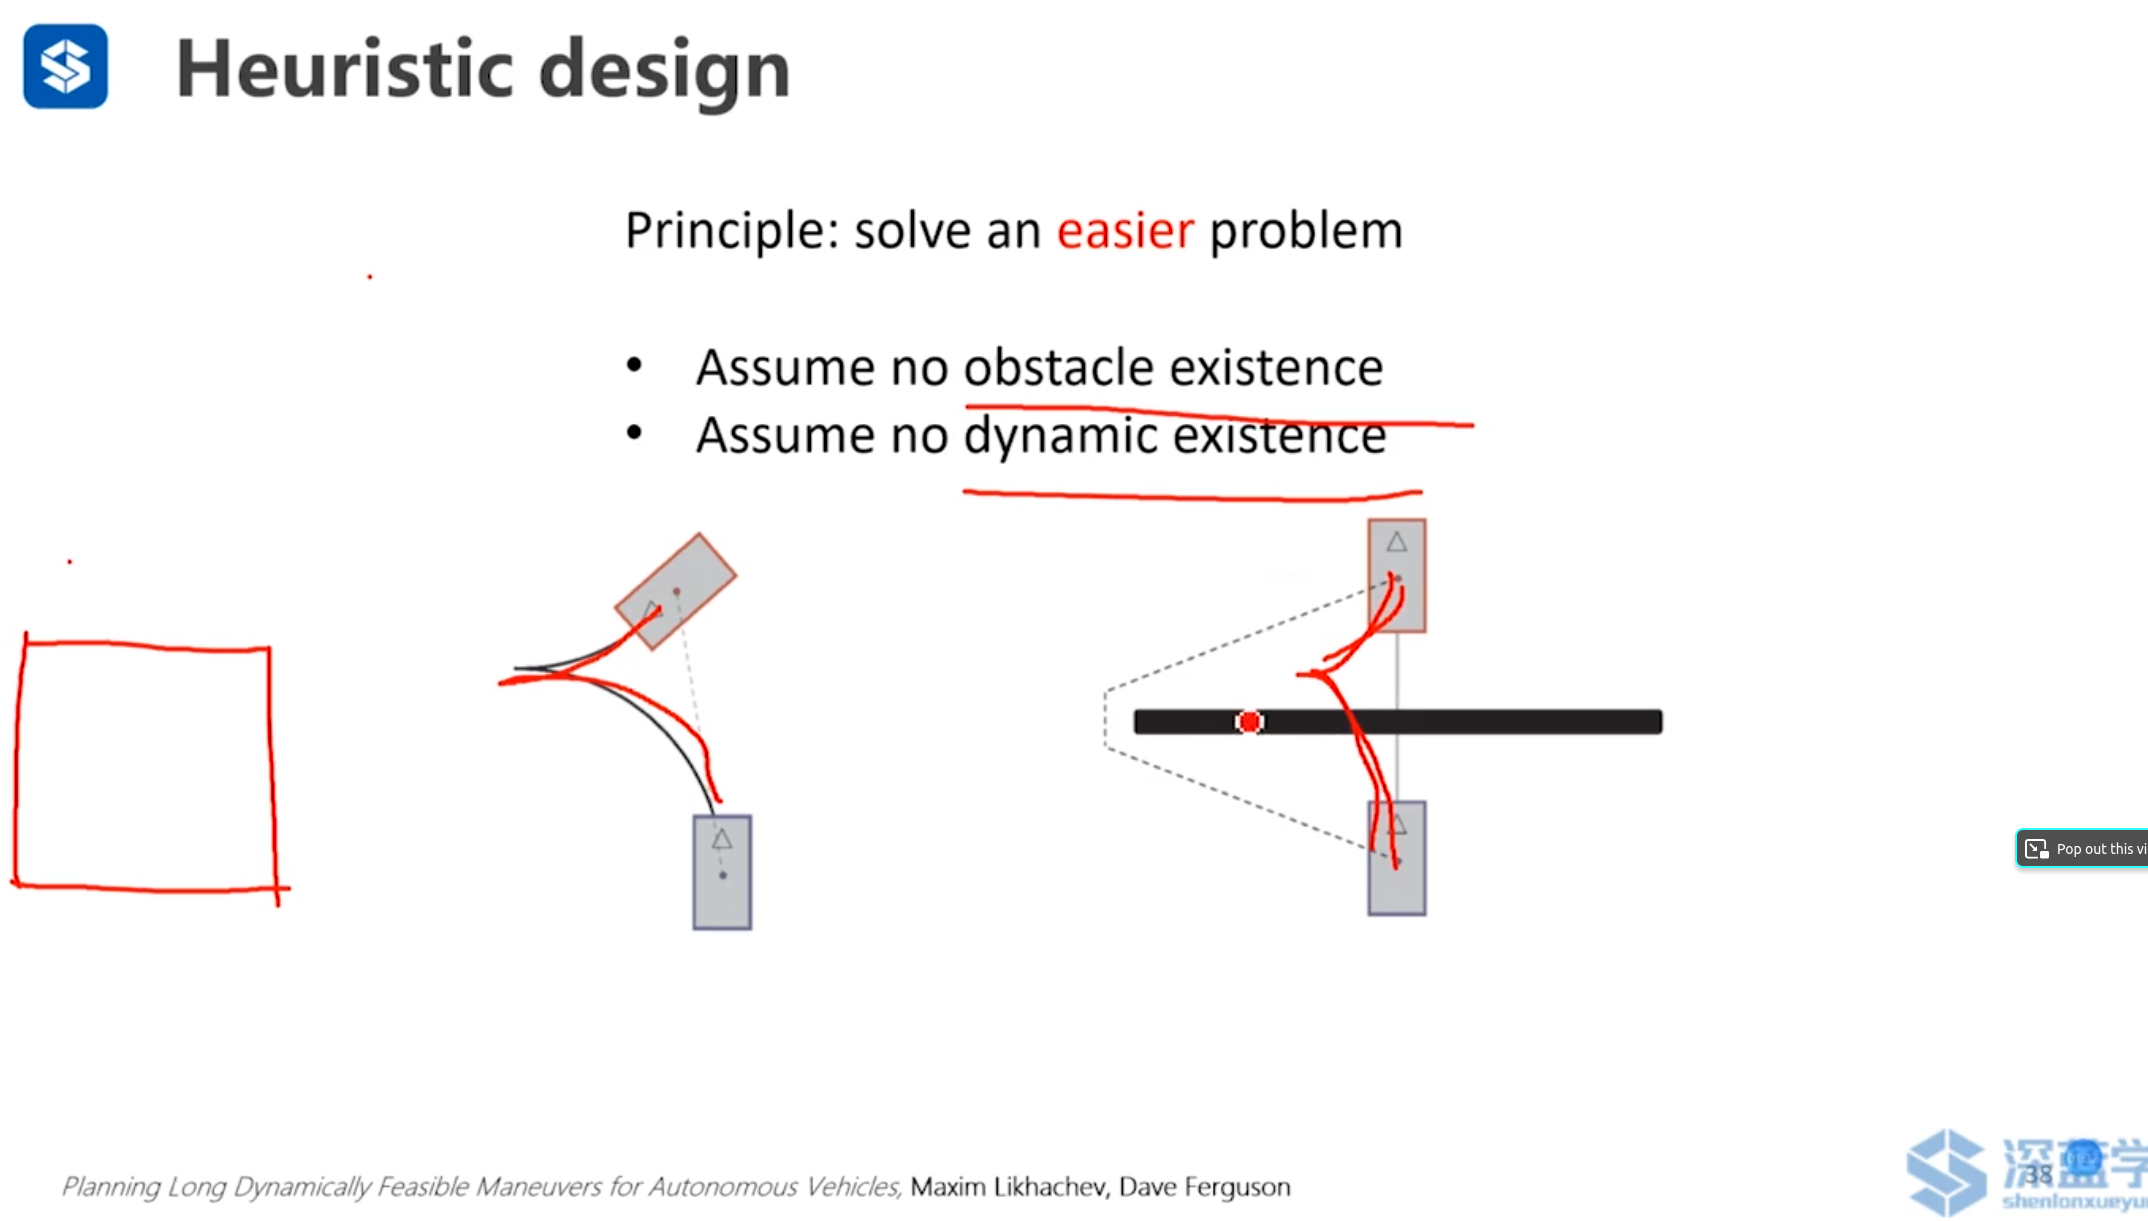 Heuristic design
Principle: solve an easier problem
• Assume no obstacle existence
• Assume no dynamic existence
Pop out this vi
Planning Long Dynamically Feasible Maneuvers for Autonomous Vehicles, Maxim Likhachev, Dave Ferguson
38
深蓝学
shenlanxueyu